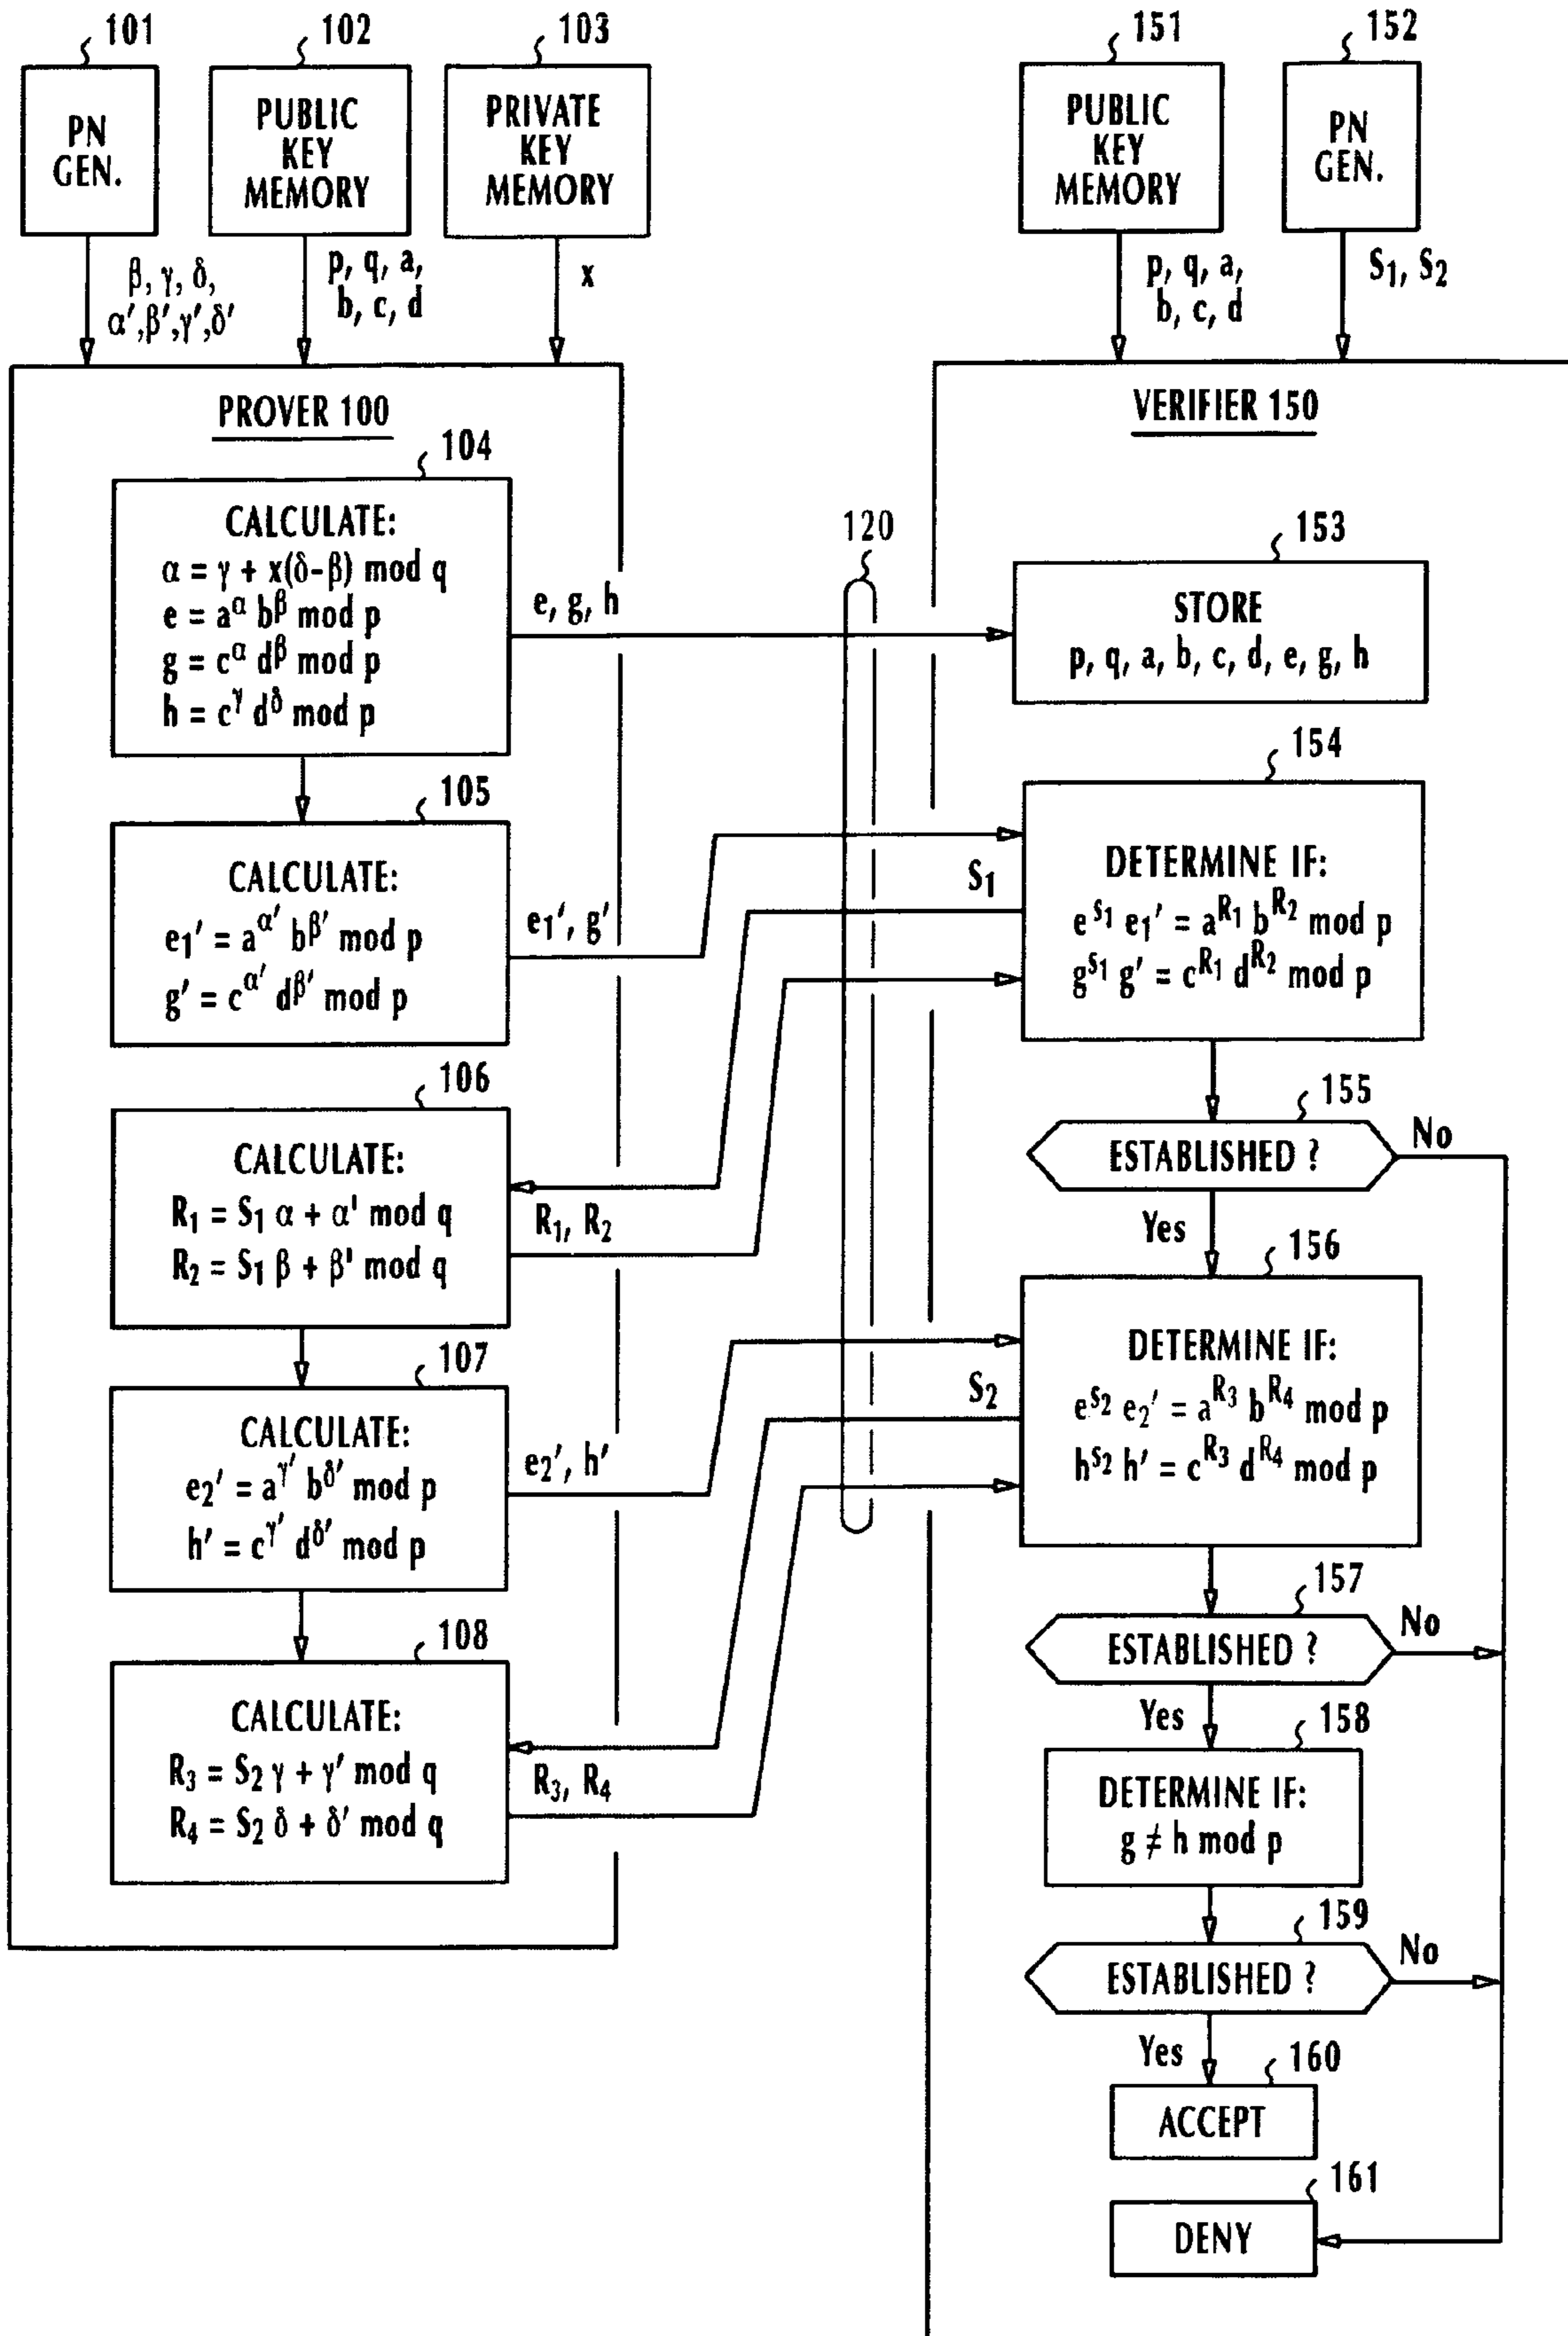 101
102
103
151
152
PN
GEN.
PUBLIC
KEY
MEMORY
PRIVATE
KEY
MEMORY
PUBLIC
KEY
MEMORY
PN
GEN.
β, γ, δ,
α′,β′,γ′,δ′
p, q, a,
b, c, d
x
p, q, a,
b, c, d
S₁, S₂
PROVER 100
104
CALCULATE:
α = γ + x(δ-β) mod q
e = a^α b^β mod p
g = c^α d^β mod p
h = c^γ d^δ mod p
e, g, h
105
CALCULATE:
e₁′ = a^α′ b^β′ mod p
g′ = c^α′ d^β′ mod p
e₁′, g′
106
CALCULATE:
R₁ = S₁ α + α' mod q
R₂ = S₁ β + β' mod q
R₁, R₂
107
CALCULATE:
e₂′ = a^γ′ b^δ′ mod p
h′ = c^γ′ d^δ′ mod p
e₂′, h′
108
CALCULATE:
R₃ = S₂ γ + γ′ mod q
R₄ = S₂ δ + δ′ mod q
R₃, R₄
120
VERIFIER 150
153
STORE
p, q, a, b, c, d, e, g, h
154
S₁
DETERMINE IF:
e^S₁ e₁′ = a^R₁ b^R₂ mod p
g^S₁ g′ = c^R₁ d^R₂ mod p
155
ESTABLISHED ?
No
Yes
156
S₂
DETERMINE IF:
e^S₂ e₂′ = a^R₃ b^R₄ mod p
h^S₂ h′ = c^R₃ d^R₄ mod p
157
ESTABLISHED ?
No
Yes
158
DETERMINE IF:
g ≠ h mod p
159
ESTABLISHED ?
No
Yes
160
ACCEPT
161
DENY